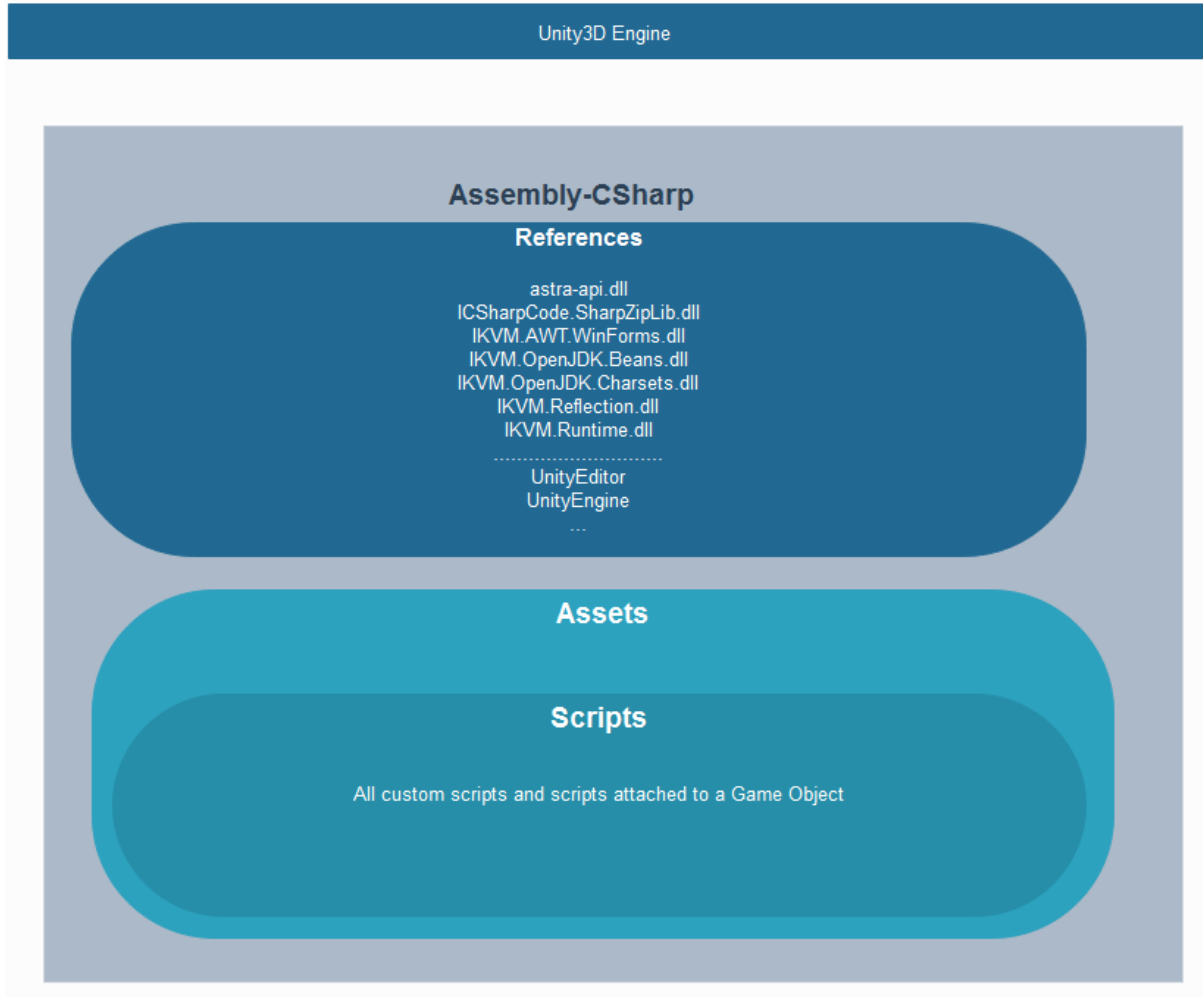 Unity3D Engine
Assembly-CSharp
References
astra-api.dll
ICSharpCode.SharpZipLib.dll
IKVM.AWT.WinForms.dll
IKVM.OpenJDK.Beans.dll
IKVM.OpenJDK.Charsets.dll
IKVM.Reflection.dll
IKVM.Runtime.dll
.............................
UnityEditor
UnityEngine
...
Assets
Scripts
All custom scripts and scripts attached to a Game Object